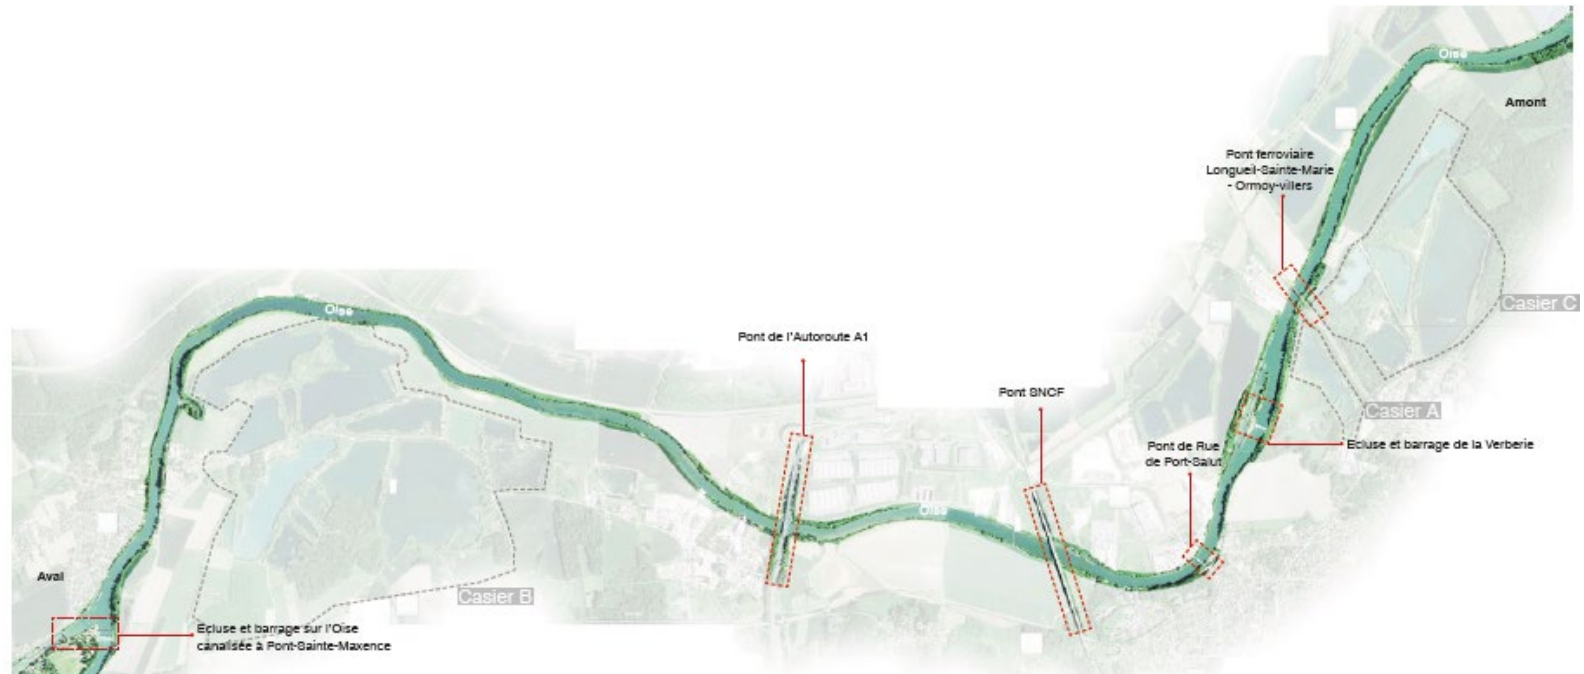 Oise
Amont
Pont ferroviaire
Longueil-Sainte-Marie
- Ormoy-villers
Casier C
Oise
Pont de l'Autoroute A1
Pont SNCF
Casier A
Pont de Rue
de Port-Salut
Ecluse et barrage de la Verberie
Oise
Aval
Casier B
Ecluse et barrage sur l'Oise
canalisée à Pont-Sainte-Maxence